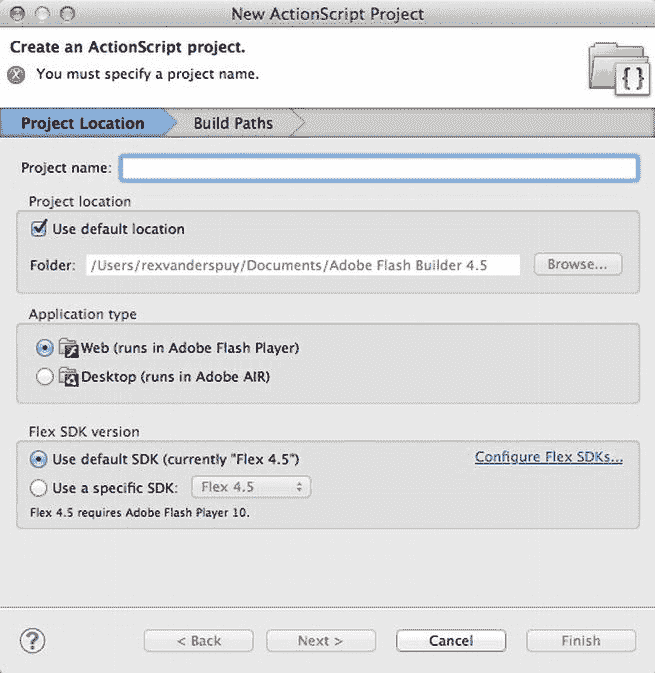 New ActionScript Project
Create an ActionScript project.
You must specify a project name.
Project Location Build Paths
Project name:
Project location
Use default location
Folder: /Users/rexvanderspuy/Documents/Adobe Flash Builder 4.5 Browse...
Application type
Web (runs in Adobe Flash Player)
Desktop (runs in Adobe AIR)
Flex SDK version
Use default SDK (currently "Flex 4.5") Configure Flex SDKs...
Use a specific SDK: Flex 4.5
Flex 4.5 requires Adobe Flash Player 10.
? < Back Next > Cancel Finish